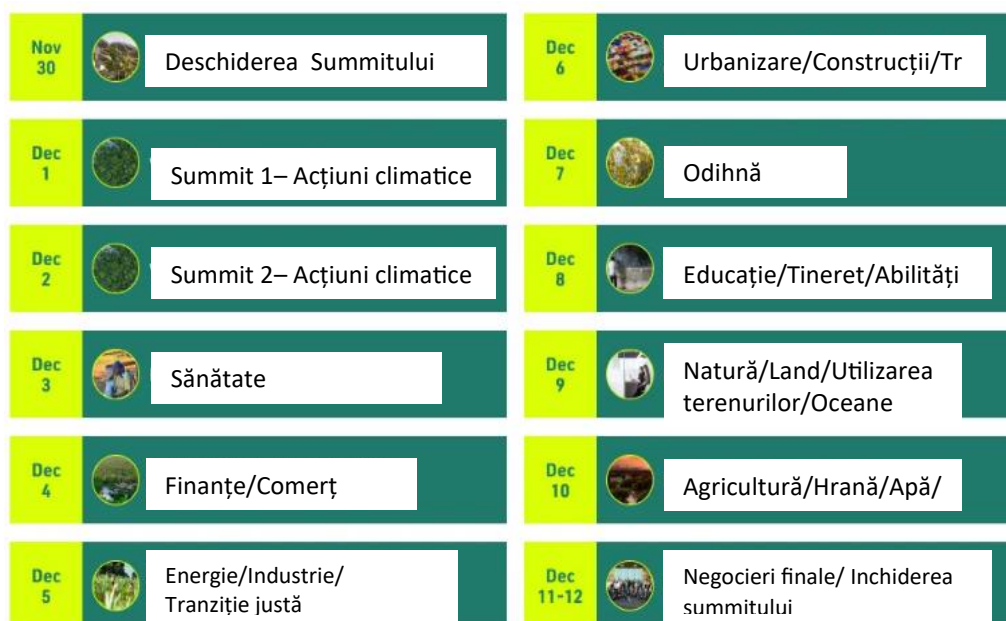 Nov
30
Deschiderea Summitului
Dec
1
Summit 1– Acțiuni climatice
Dec
2
Summit 2– Acțiuni climatice
Dec
3
Sănătate
Dec
4
Finanțe/Comerț
Dec
5
Energie/Industrie/
Tranziție justă
Dec
6
Urbanizare/Construcții/Tr
Dec
7
Odihnă
Dec
8
Educație/Tineret/Abilități
Dec
9
Natură/Land/Utilizarea
terenurilor/Oceane
Dec
10
Agricultură/Hrană/Apă/
Dec
11-12
Negocieri finale/ Inchiderea
summitului